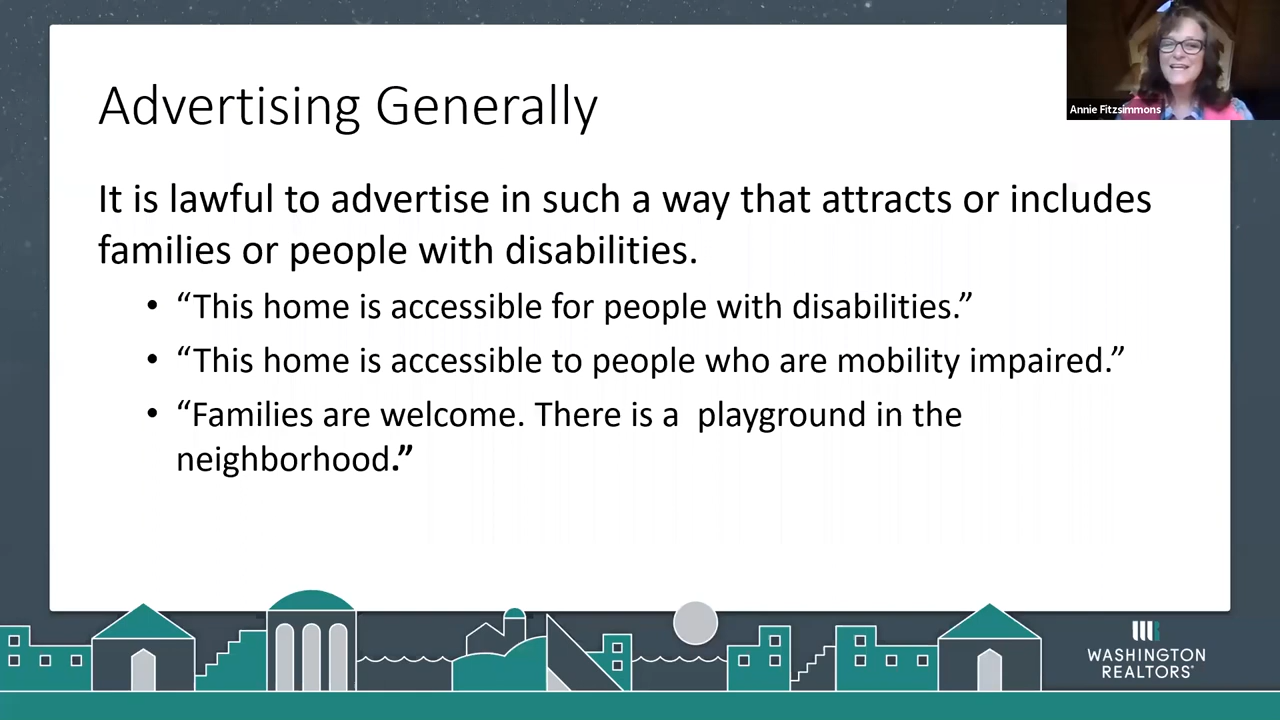 Advertising Generally
Annie Fitzsimmons
It is lawful to advertise in such a way that attracts or includes
families or people with disabilities.
• “This home is accessible for people with disabilities.”
• “This home is accessible to people who are mobility impaired.”
• “Families are welcome. There is a  playground in the
neighborhood.”
WASHINGTON
REALTORS®